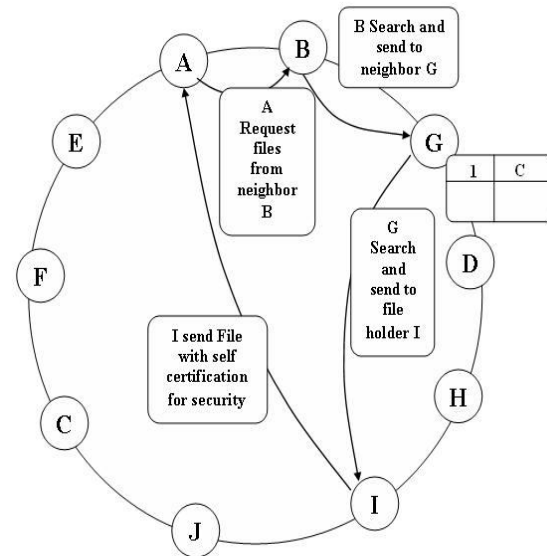 B Search and
send to
neighbor G
B
A
A
Request
files
from
neighbor
B
G
1 C
E
G
Search
and
send to
file
holder I
D
F
I send File
with self
certification
for security
H
C
I
J